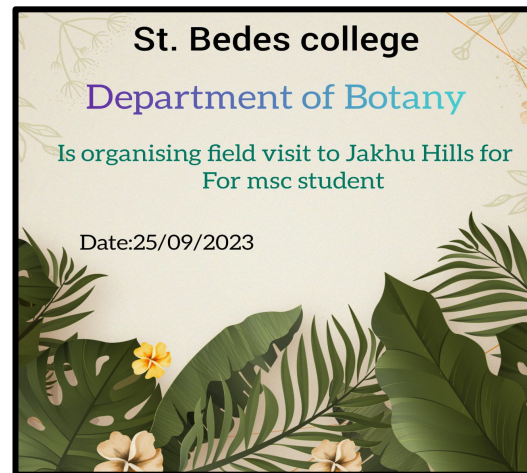 St. Bedes college
Department of Botany
Is organising field visit to Jakhu Hills for
For msc student
Date:25/09/2023